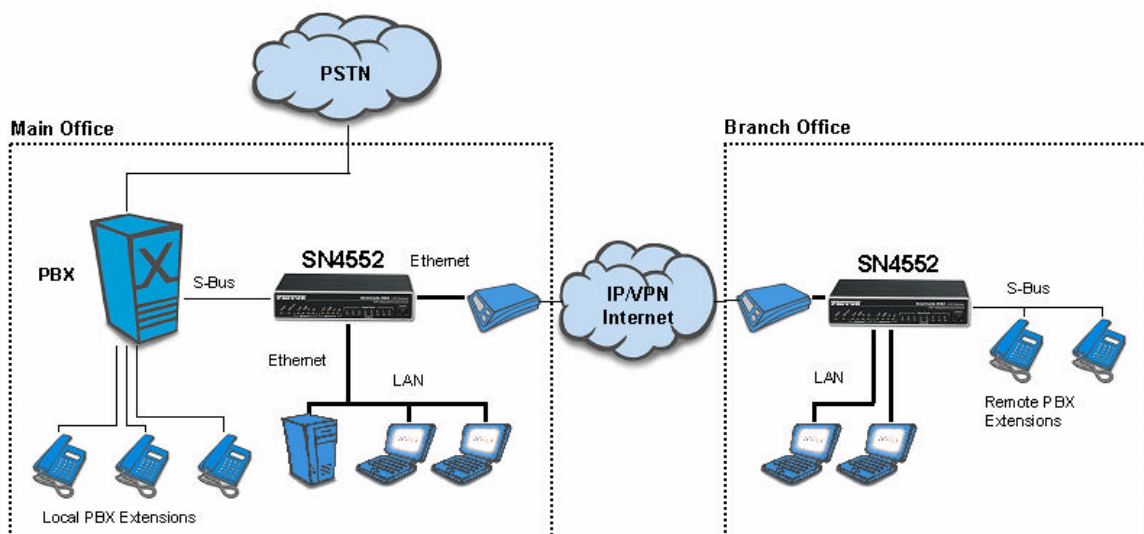 PSTN
Main Office
Branch Office
PBX
S-Bus
SN4552
Ethernet
IP/VPN
Internet
SN4552
S-Bus
Ethernet
LAN
LAN
Remote PBX
Extensions
Local PBX Extensions